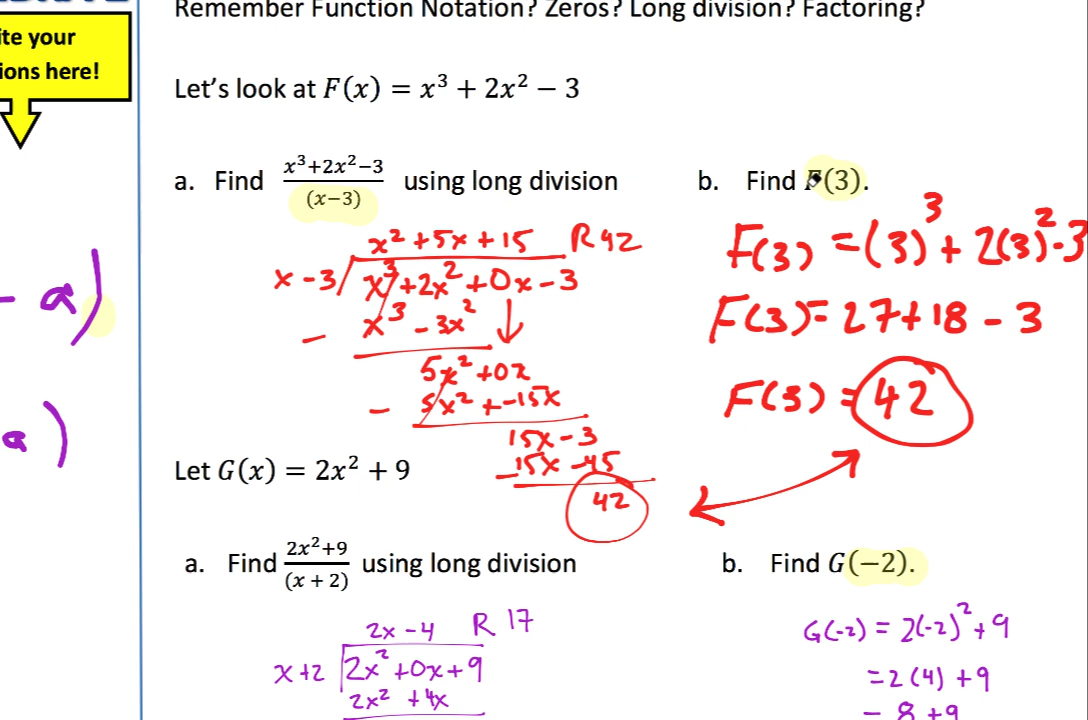 Remember Function Notation? Zeros? Long division? Factoring?
ite your
ions here!
Let's look at F(x) = x³ + 2x² − 3
a. Find (x³+2x²−3)/(x−3) using long division
x² + 5x + 15 R 42
x - 3 / x³ + 2x² + 0x - 3
- x³ - 3x² ↓
5x² + 0x
- 5x² + -15x
15x - 3
- 15x - 45
42
b. Find F(3).
F(3) = (3)³ + 2(3)² - 3
F(3) = 27 + 18 - 3
F(3) = 42
- a)
a)
Let G(x) = 2x² + 9
a. Find (2x²+9)/(x + 2) using long division
2x - 4 R 17
x + 2 | 2x² + 0x + 9
2x² + 4x
b. Find G(−2).
G(-2) = 2(-2)² + 9
= 2(4) + 9
= 8 + 9